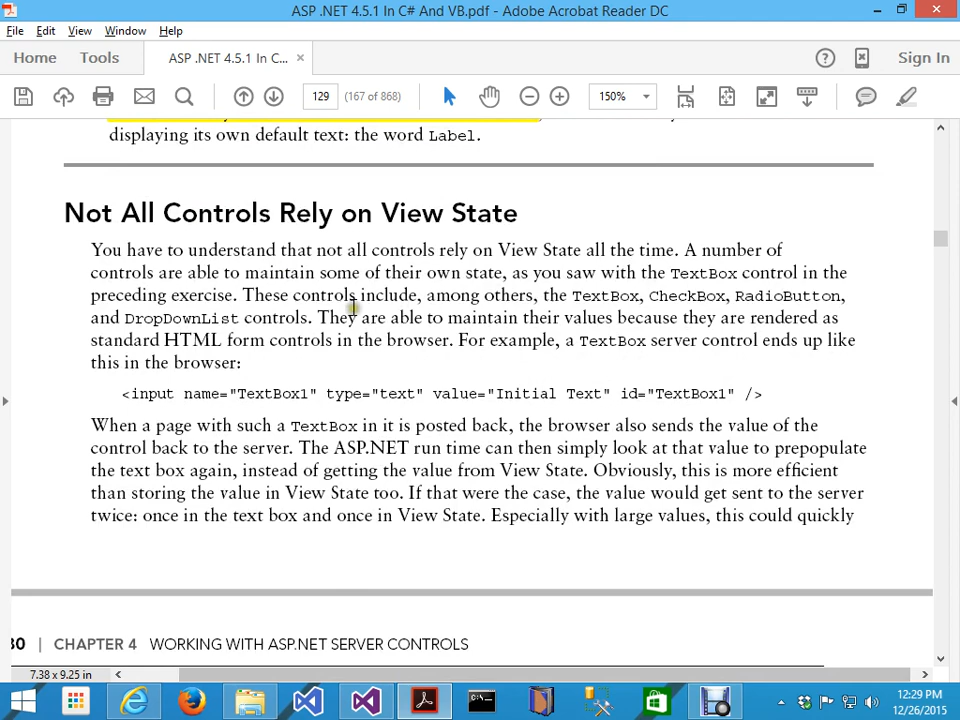 ASP .NET 4.5.1 In C# And VB.pdf - Adobe Acrobat Reader DC
File Edit View Window Help
Home Tools ASP .NET 4.5.1 In C... × Sign In
129 (167 of 868) 150%
displaying its own default text: the word Label.
Not All Controls Rely on View State
You have to understand that not all controls rely on View State all the time. A number of
controls are able to maintain some of their own state, as you saw with the TextBox control in the
preceding exercise. These controls include, among others, the TextBox, CheckBox, RadioButton,
and DropDownList controls. They are able to maintain their values because they are rendered as
standard HTML form controls in the browser. For example, a TextBox server control ends up like
this in the browser:
<input name="TextBox1" type="text" value="Initial Text" id="TextBox1" />
When a page with such a TextBox in it is posted back, the browser also sends the value of the
control back to the server. The ASP.NET run time can then simply look at that value to prepopulate
the text box again, instead of getting the value from View State. Obviously, this is more efficient
than storing the value in View State too. If that were the case, the value would get sent to the server
twice: once in the text box and once in View State. Especially with large values, this could quickly
30 | CHAPTER 4 WORKING WITH ASP.NET SERVER CONTROLS
7.38 x 9.25 in
12:29 PM
12/26/2015